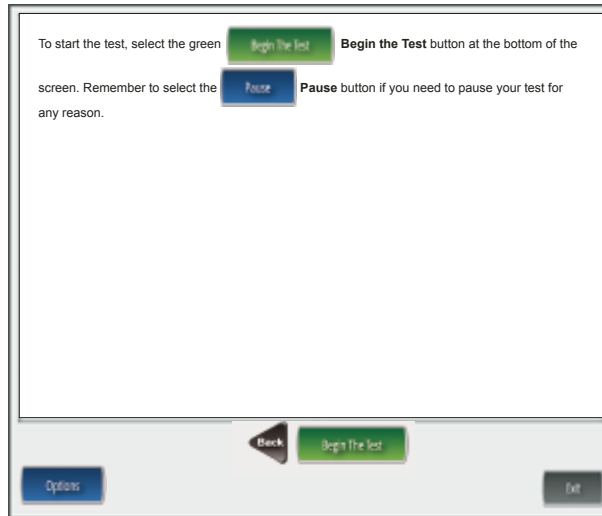 To start the test, select the green Begin The Test Begin the Test button at the bottom of the
screen. Remember to select the Pause Pause button if you need to pause your test for
any reason.
Back Begin The Test
Options Exit